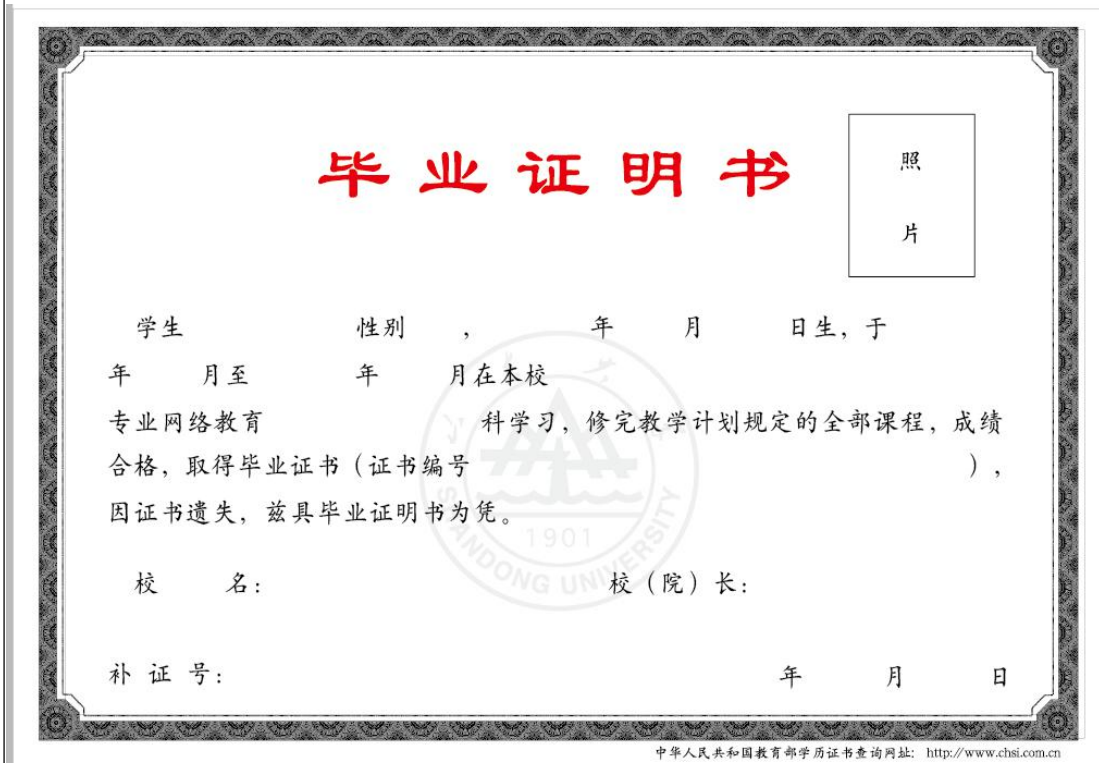 毕业证明书
照
片
学生 性别 , 年 月 日生，于
年 月至 年 月在本校
专业网络教育 科学习，修完教学计划规定的全部课程，成绩
合格，取得毕业证书（证书编号 ），
因证书遗失，兹具毕业证明书为凭。
1901
SHANDONG UNIVERSITY
校 名： 校（院）长：
补 证 号： 年 月 日
中华人民共和国教育部学历证书查询网址： http://www.chsi.com.cn